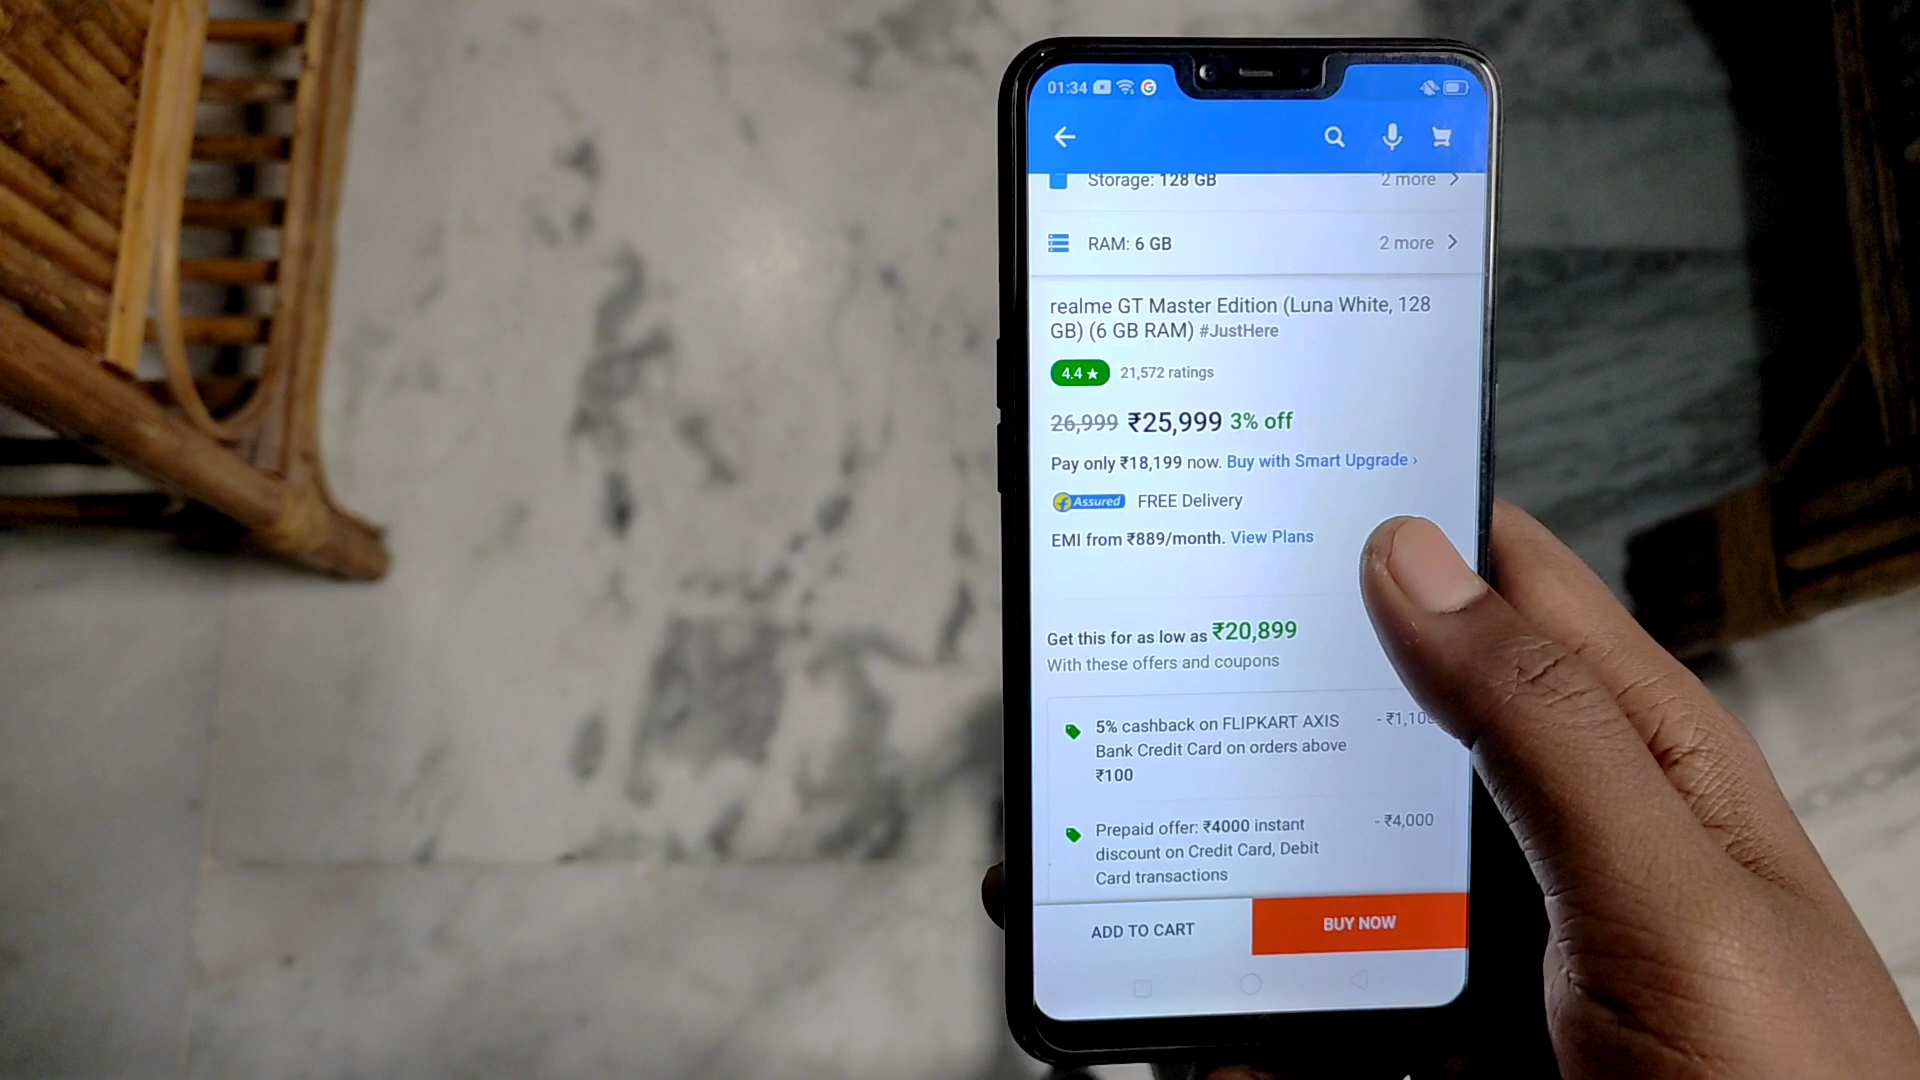 01:34
Storage: 128 GB 2 more
RAM: 6 GB 2 more
realme GT Master Edition (Luna White, 128
GB) (6 GB RAM) #JustHere
4.4 ★ 21,572 ratings
26,999 ₹25,999 3% off
Pay only ₹18,199 now. Buy with Smart Upgrade ›
Assured FREE Delivery
EMI from ₹889/month. View Plans
Get this for as low as ₹20,899
With these offers and coupons
5% cashback on FLIPKART AXIS - ₹1,100
Bank Credit Card on orders above
₹100
Prepaid offer: ₹4000 instant - ₹4,000
discount on Credit Card, Debit
Card transactions
ADD TO CART BUY NOW